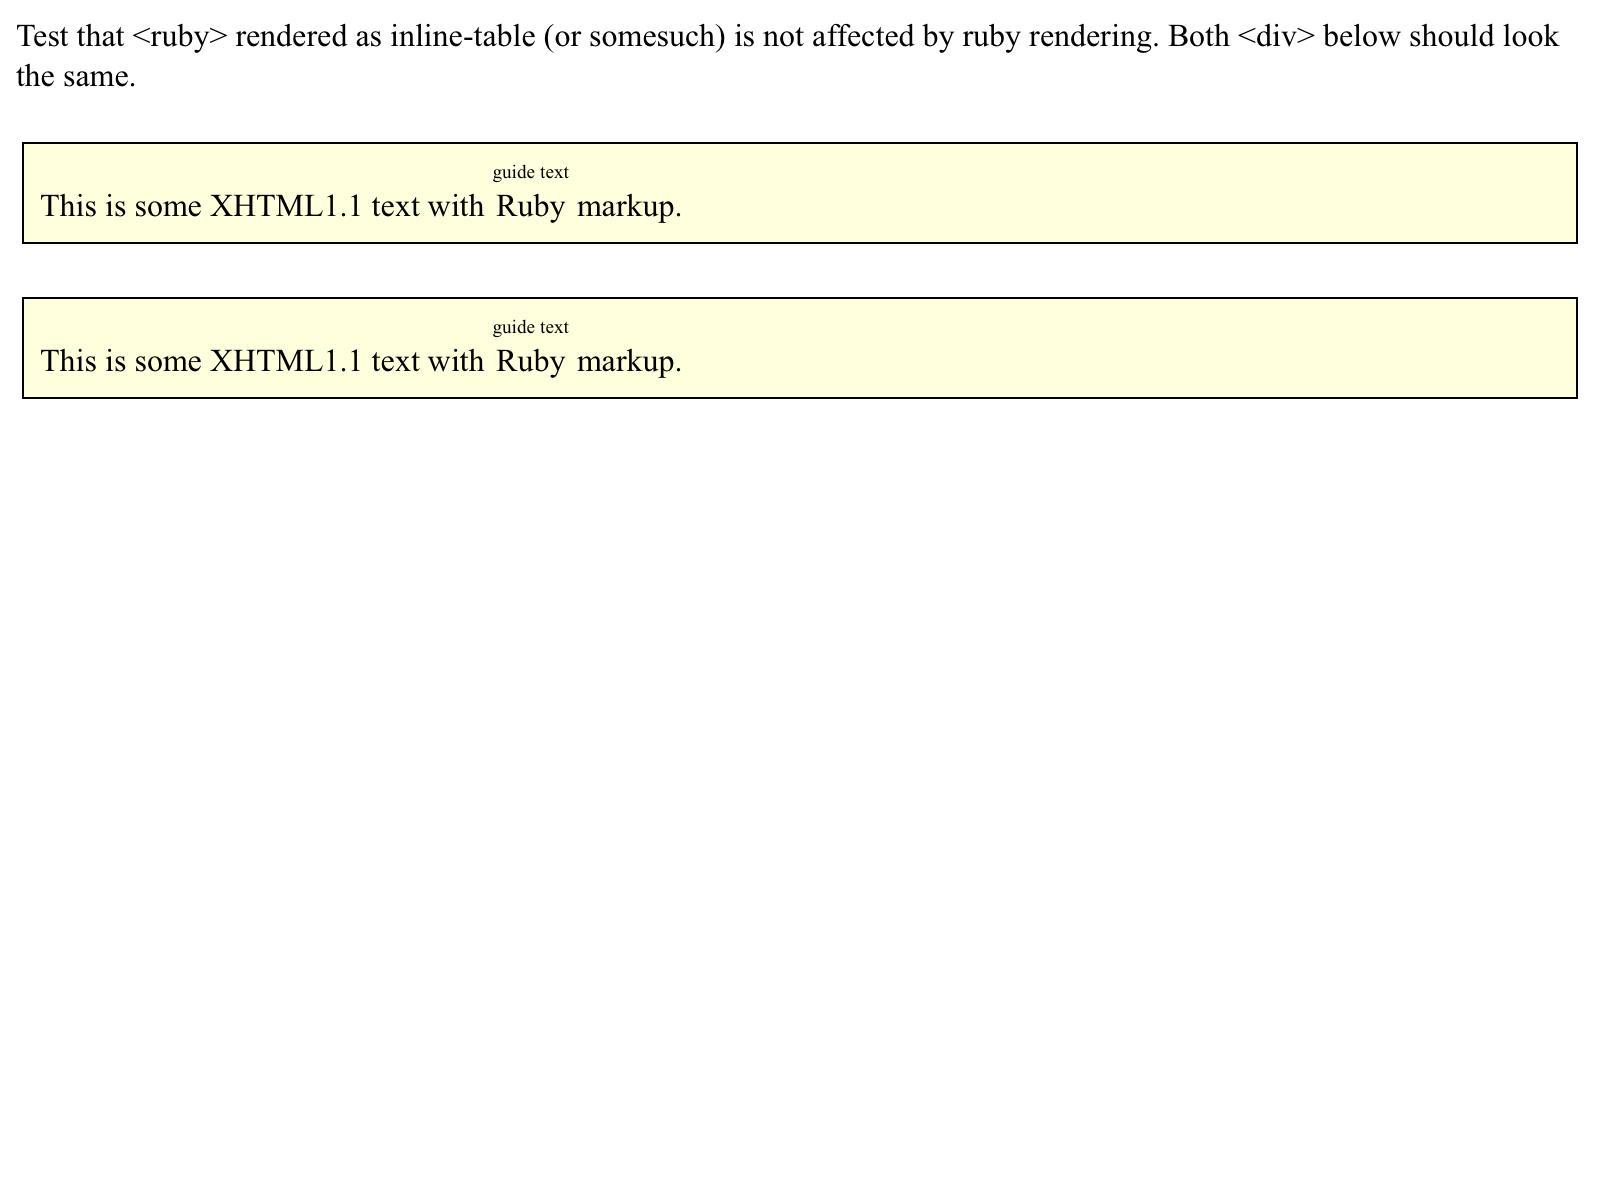 Test that <ruby> rendered as inline-table (or somesuch) is not affected by ruby rendering. Both <div> below should look
the same.
guide text
This is some XHTML1.1 text with Ruby markup.
guide text
This is some XHTML1.1 text with Ruby markup.